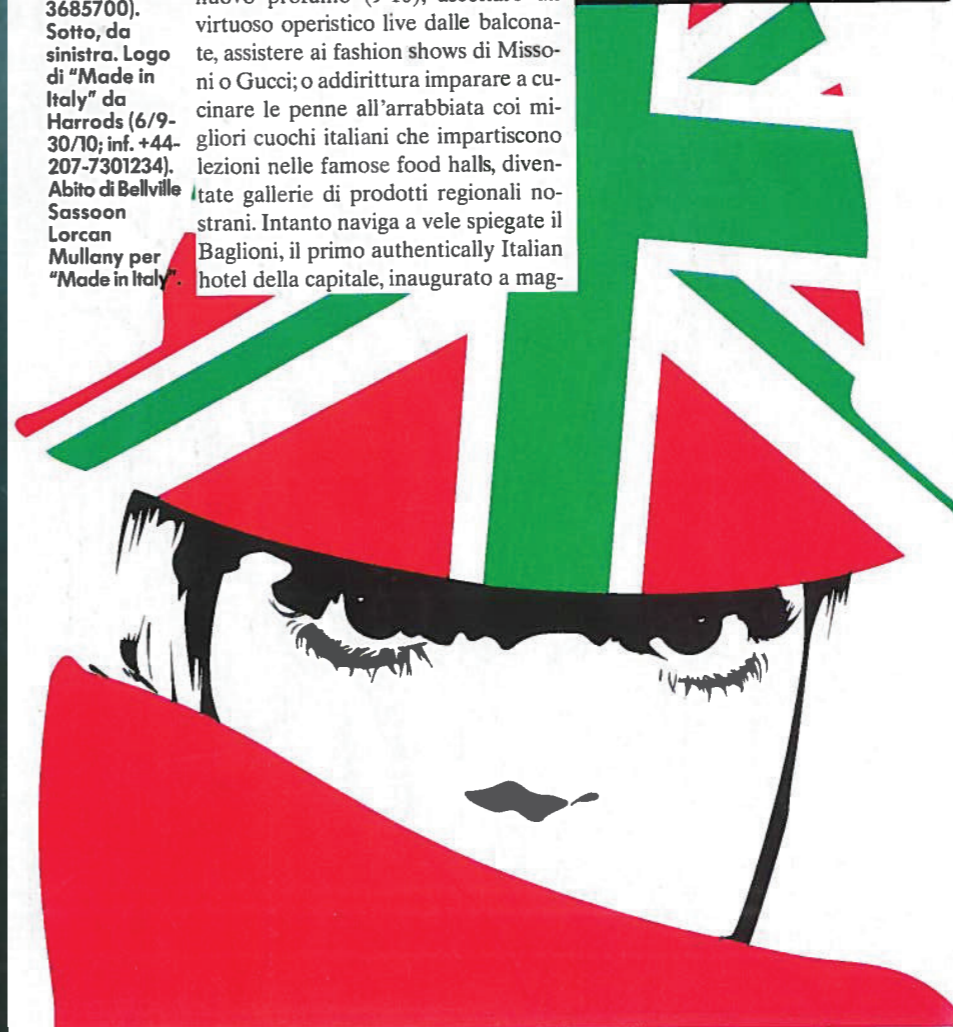 3685700).
Sotto, da
sinistra. Logo
di "Made in
Italy" da
Harrods (6/9-
30/10; inf. +44-
207-7301234).
Abito di Bellville
Sassoon
Lorcan
Mullany per
"Made in Italy".
virtuoso operistico live dalle balcona-
te, assistere ai fashion shows di Misso-
ni o Gucci; o addirittura imparare a cu-
cinare le penne all'arrabbiata coi mi-
gliori cuochi italiani che impartiscono
lezioni nelle famose food halls, diven-
tate gallerie di prodotti regionali no-
strani. Intanto naviga a vele spiegate il
Baglioni, il primo authentically Italian
hotel della capitale, inaugurato a mag-